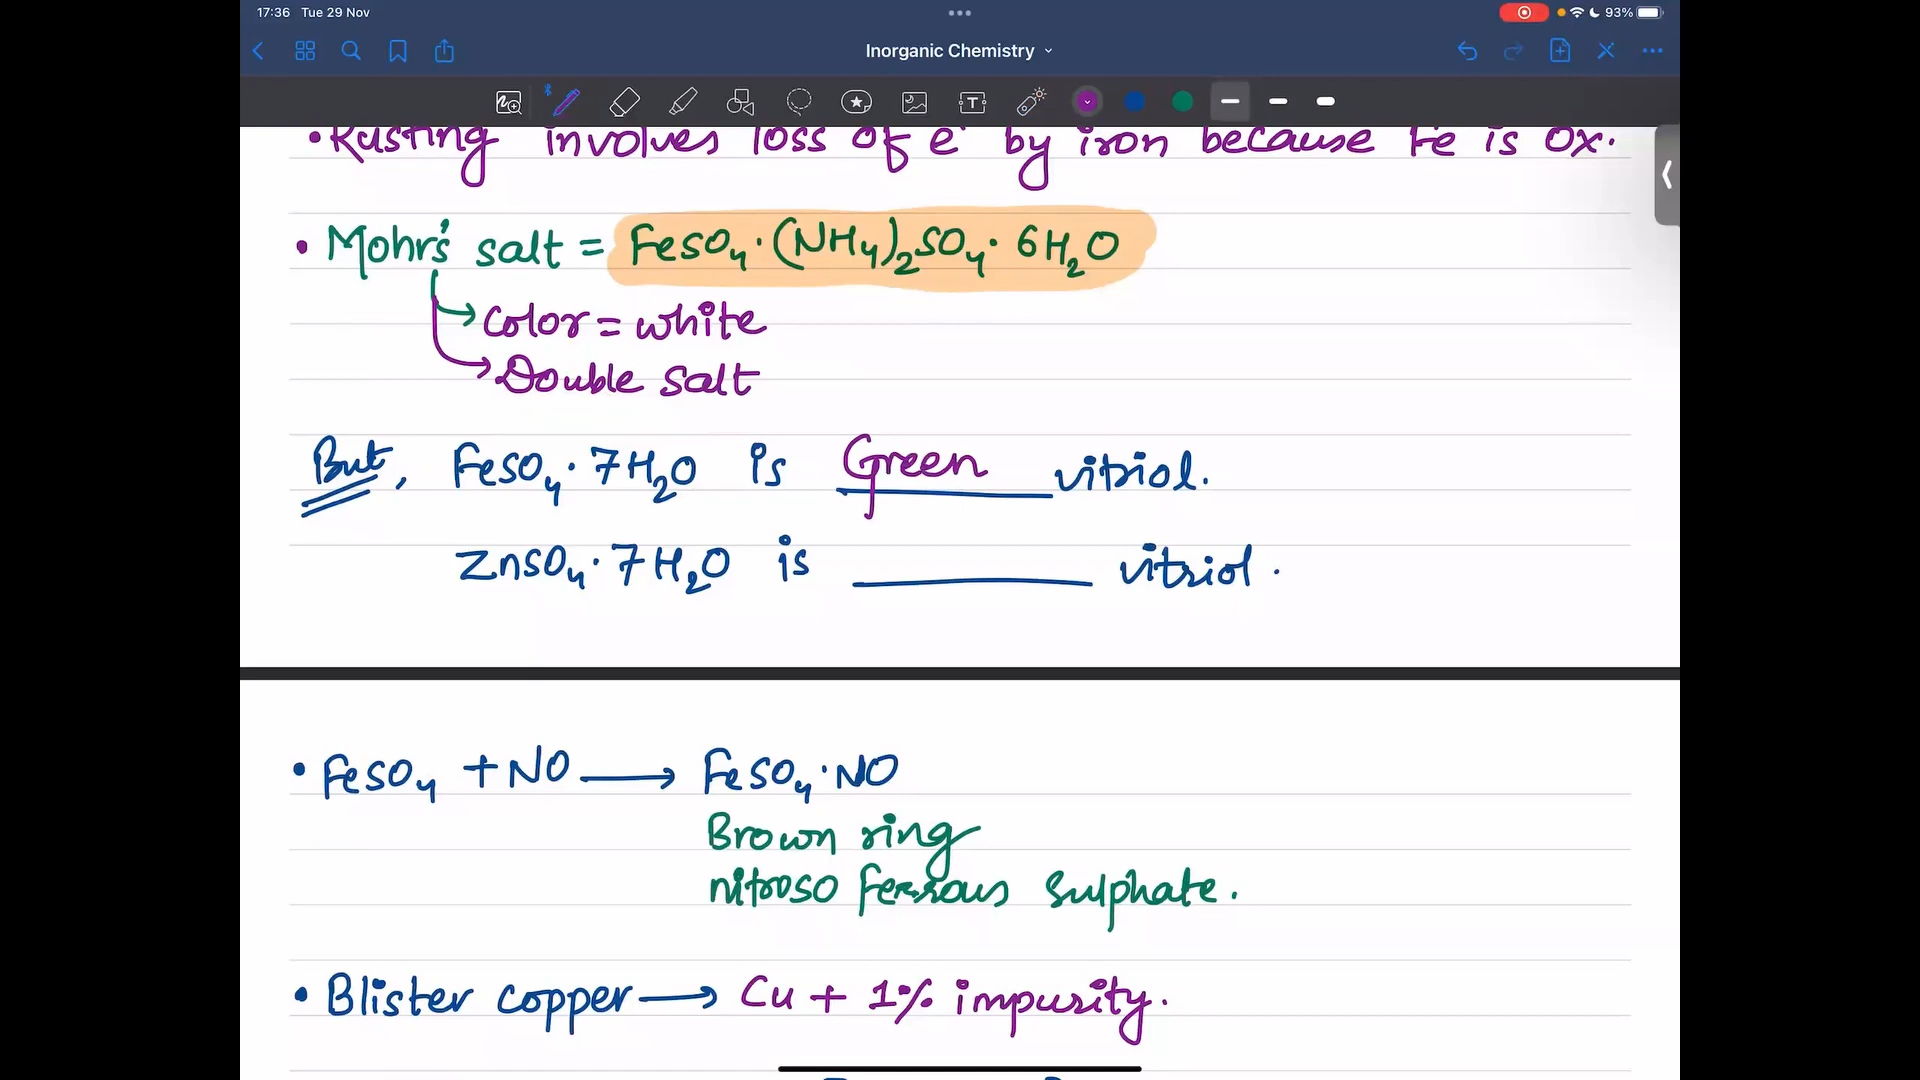 17:36 Tue 29 Nov
93%
Inorganic Chemistry
• Rusting involves loss of e⁻ by iron because Fe is Ox.
• Mohr's salt = FeSO₄·(NH₄)₂SO₄·6H₂O
Color = white
Double salt
But, FeSO₄·7H₂O is Green vitriol.
ZnSO₄·7H₂O is ________ vitriol.
• FeSO₄ + NO ⟶ FeSO₄·NO
Brown ring
nitroso ferrous sulphate.
• Blister copper ⟶ Cu + 1% impurity.